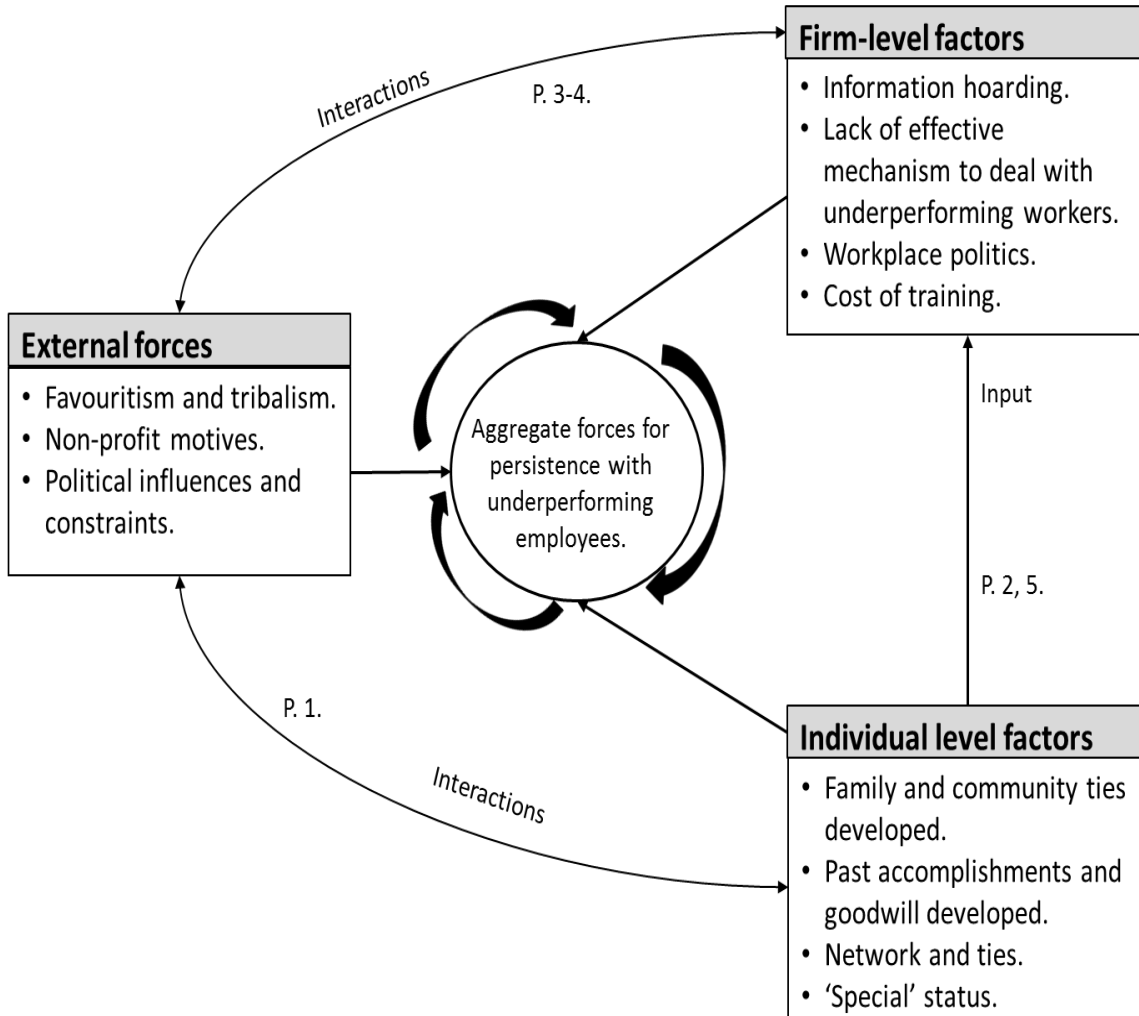 Firm-level factors
• Information hoarding.
• Lack of effective
mechanism to deal with
underperforming workers.
• Workplace politics.
• Cost of training.
Interactions
P. 3-4.
External forces
• Favouritism and tribalism.
• Non-profit motives.
• Political influences and
constraints.
Aggregate forces for
persistence with
underperforming
employees.
Input
P. 2, 5.
P. 1.
Interactions
Individual level factors
• Family and community ties
developed.
• Past accomplishments and
goodwill developed.
• Network and ties.
• ‘Special’ status.